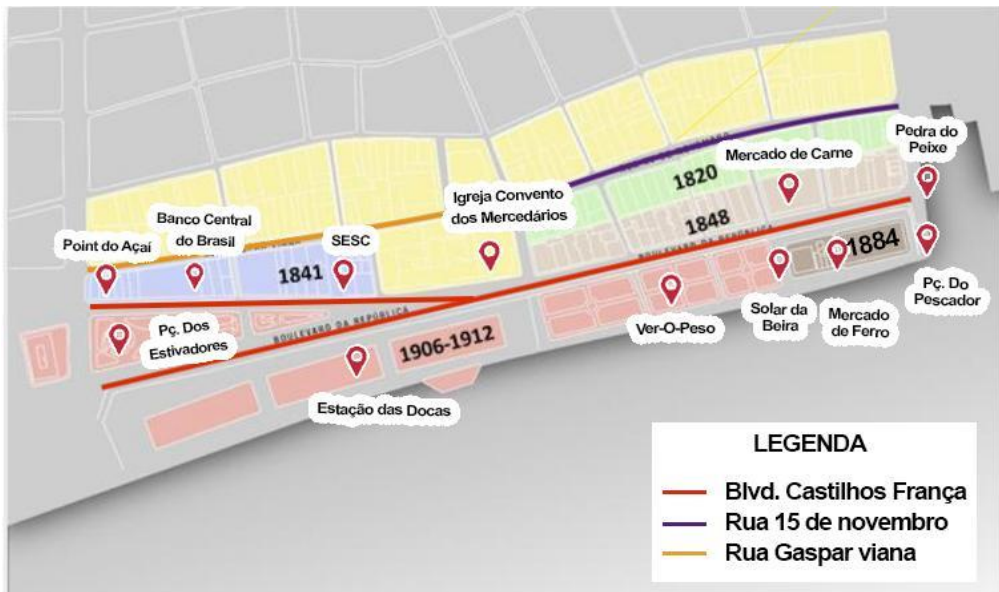 Pedra do
Peixe
Mercado de Carne
1820
Igreja Convento
dos Mercedários
Banco Central
do Brasil
SESC
Point do Açaí
1848
1841
BOULEVARD DA REPÚBLICA
1884
Pç. Do
Pescador
Solar da
Beira
Mercado
de Ferro
Ver-O-Peso
Pç. Dos
Estivadores
BOULEVARD DA REPÚBLICA
1906-1912
Estação das Docas
LEGENDA
Blvd. Castilhos França
Rua 15 de novembro
Rua Gaspar viana